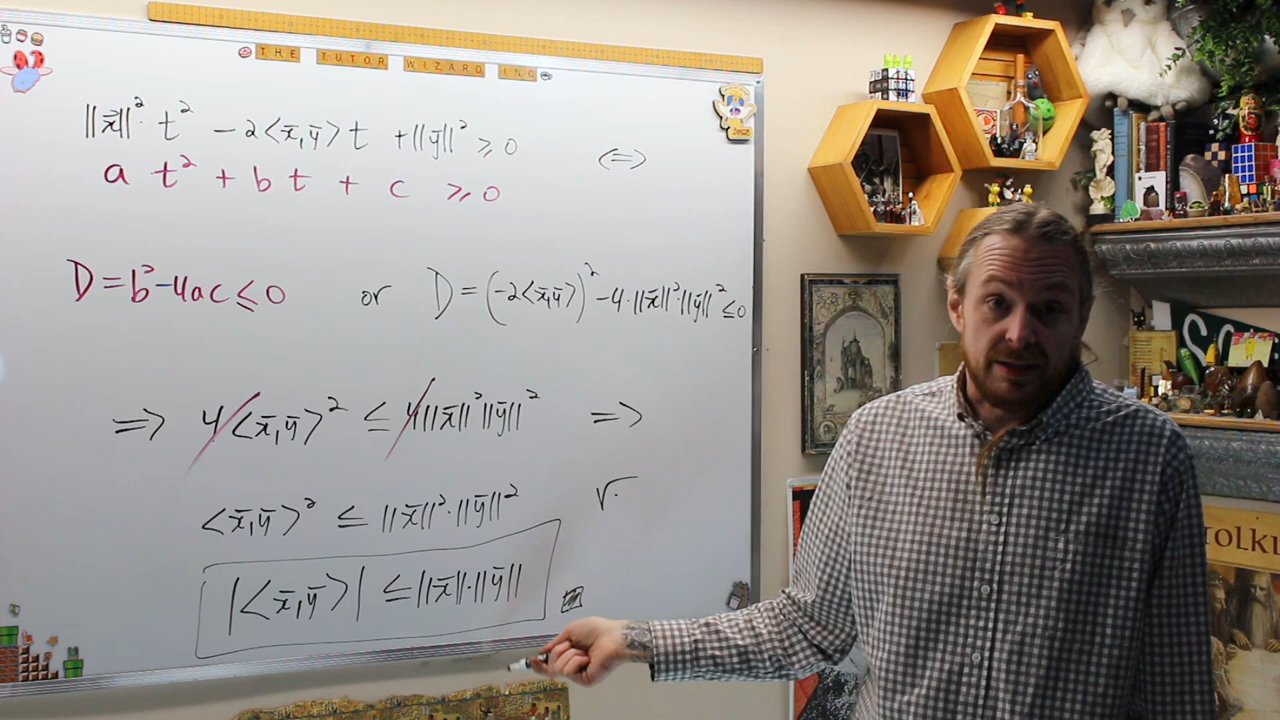 THE TUTOR WIZARD INC
||x̄||² · t² - 2<x̄,ȳ> t + ||ȳ||² ≥ 0 <=>
a t² + b t + c ≥ 0
D = b² - 4ac ≤ 0 or D = (-2<x̄,ȳ>)² - 4·||x̄||²·||ȳ||² ≤ 0
=> 4<x̄,ȳ>² ≤ 4||x̄||²||ȳ||² =>
<x̄,ȳ>² ≤ ||x̄||²·||ȳ||² √·
|<x̄,ȳ>| ≤ ||x̄||·||ȳ||